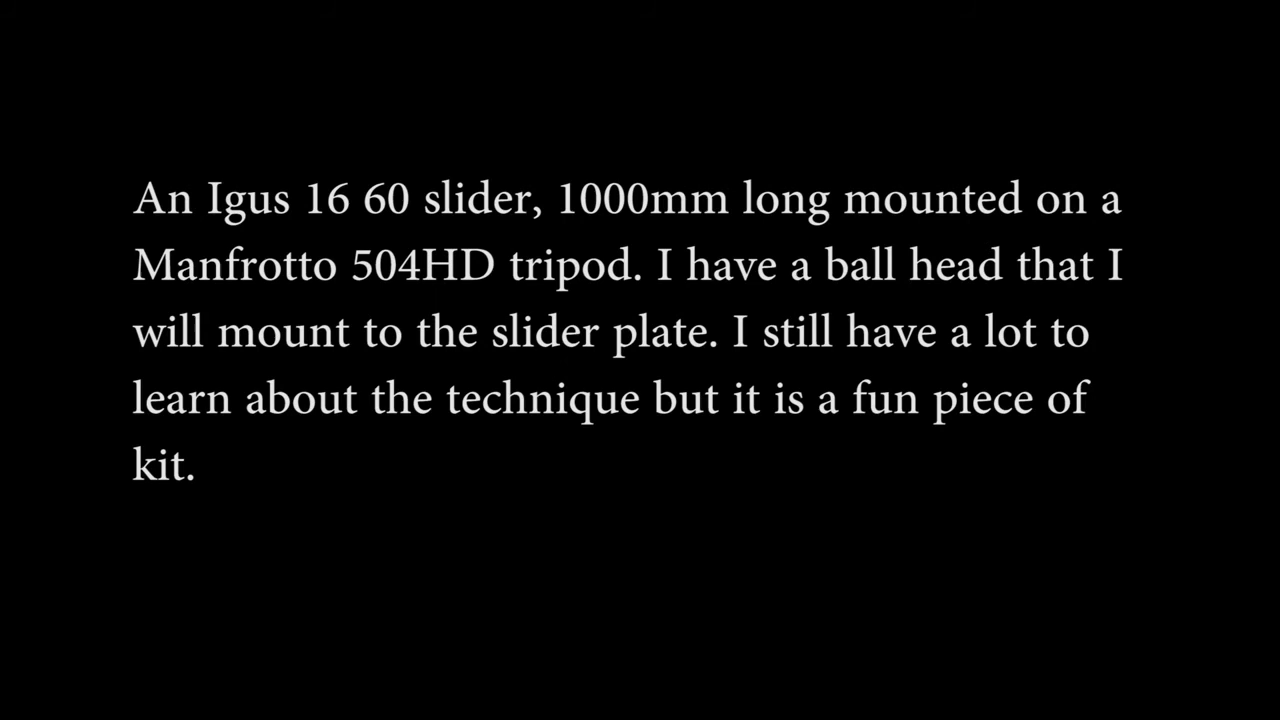 An Igus 16 60 slider, 1000mm long mounted on a
Manfrotto 504HD tripod. I have a ball head that I
will mount to the slider plate. I still have a lot to
learn about the technique but it is a fun piece of
kit.